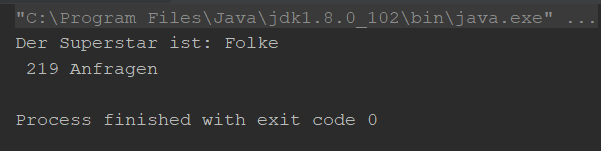 "C:\Program Files\Java\jdk1.8.0_102\bin\java.exe" ...
Der Superstar ist: Folke
 219 Anfragen
Process finished with exit code 0